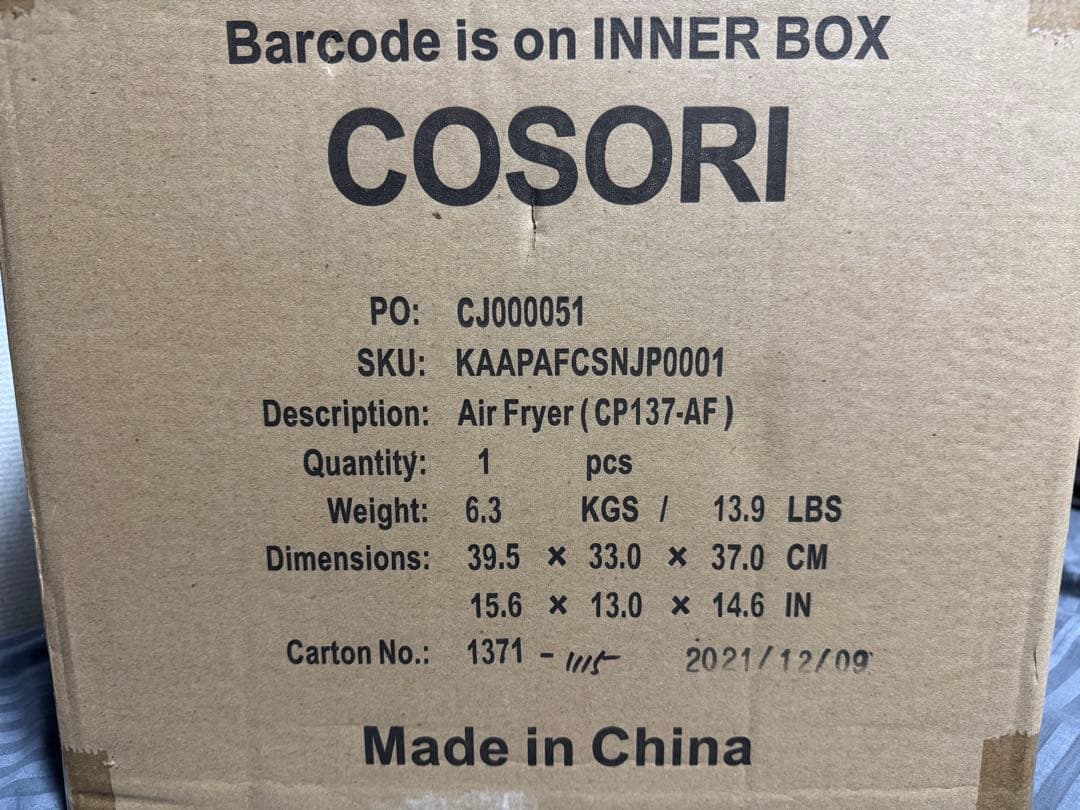 Barcode is on INNER BOX
COSORI
PO: CJ000051
SKU: KAAPAFCSNJP0001
Description: Air Fryer ( CP137-AF )
Quantity: 1 pcs
Weight: 6.3 KGS / 13.9 LBS
Dimensions: 39.5 × 33.0 × 37.0 CM
15.6 × 13.0 × 14.6 IN
Carton No.: 1371 - 1115 2021/12/09
Made in China